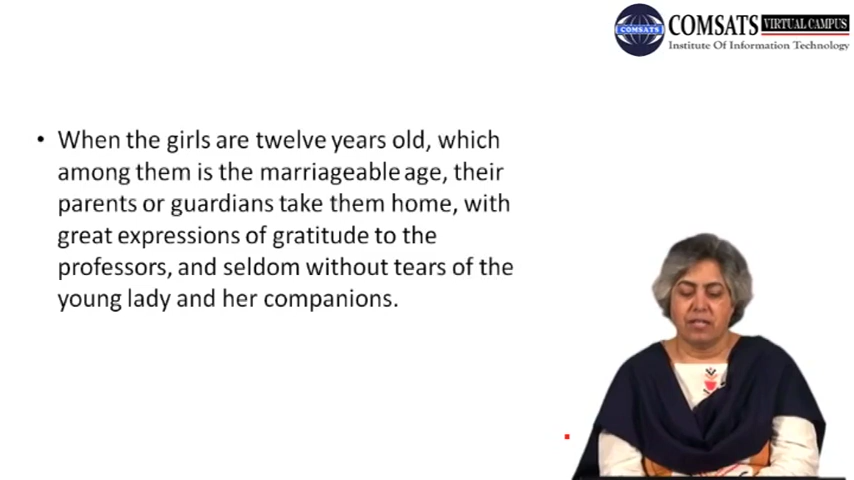 COMSATS VIRTUAL CAMPUS
COMSATS
Institute Of Information Technology
• When the girls are twelve years old, which
among them is the marriageable age, their
parents or guardians take them home, with
great expressions of gratitude to the
professors, and seldom without tears of the
young lady and her companions.